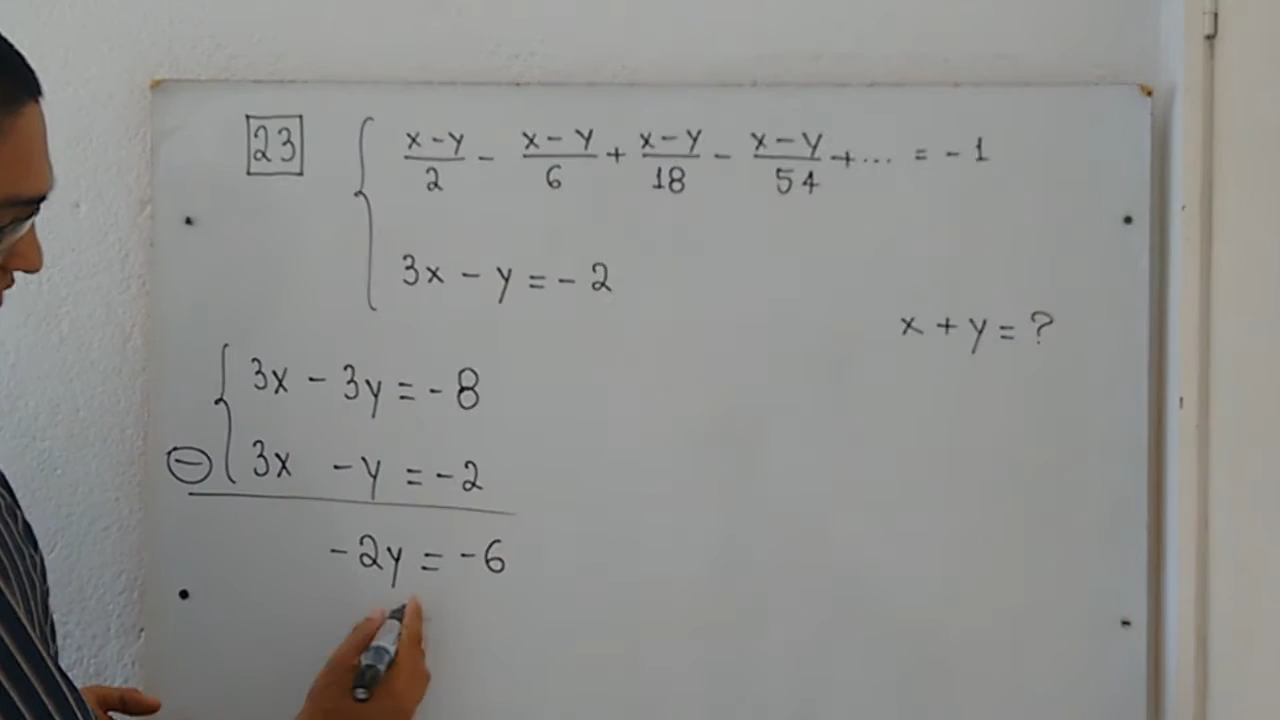 23
x-y/2 - x-y/6 + x-y/18 - x-y/54 +... = -1
3x - y = -2
x + y = ?
3x - 3y = -8
⊖ 3x - y = -2
-2y = -6